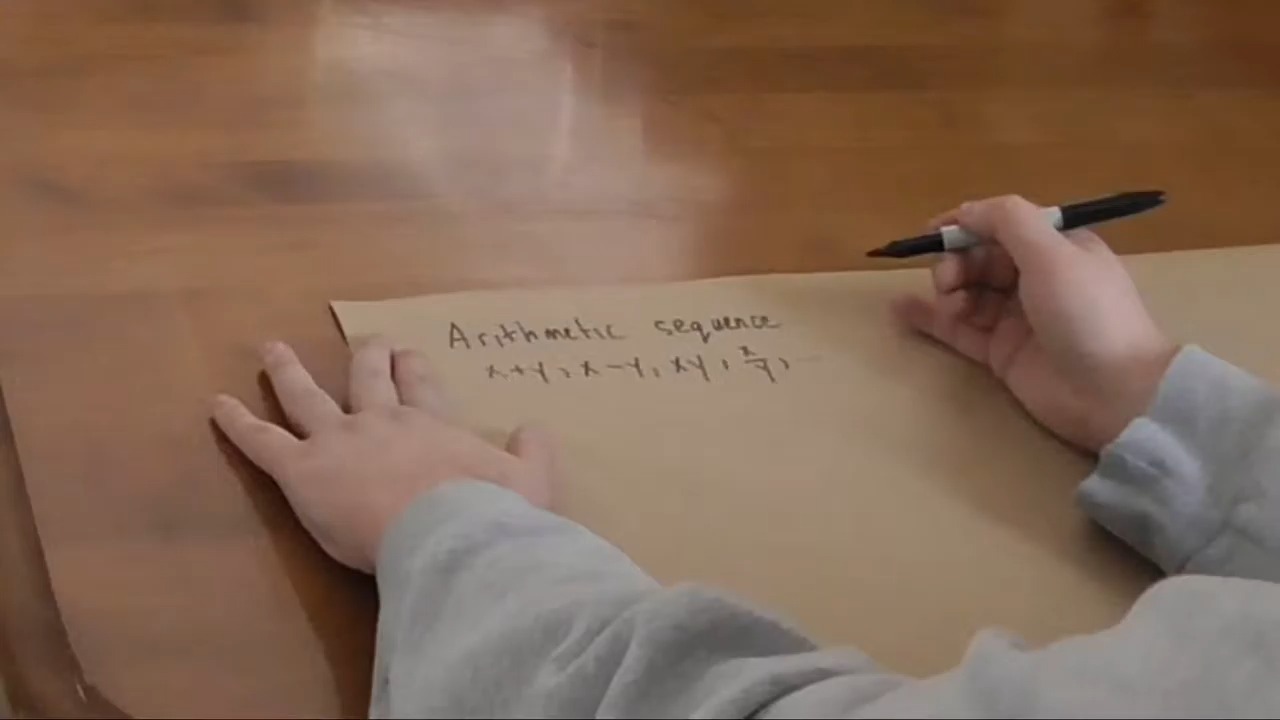 Arithmetic sequence
x+y, x-y, xy, x/y, ...